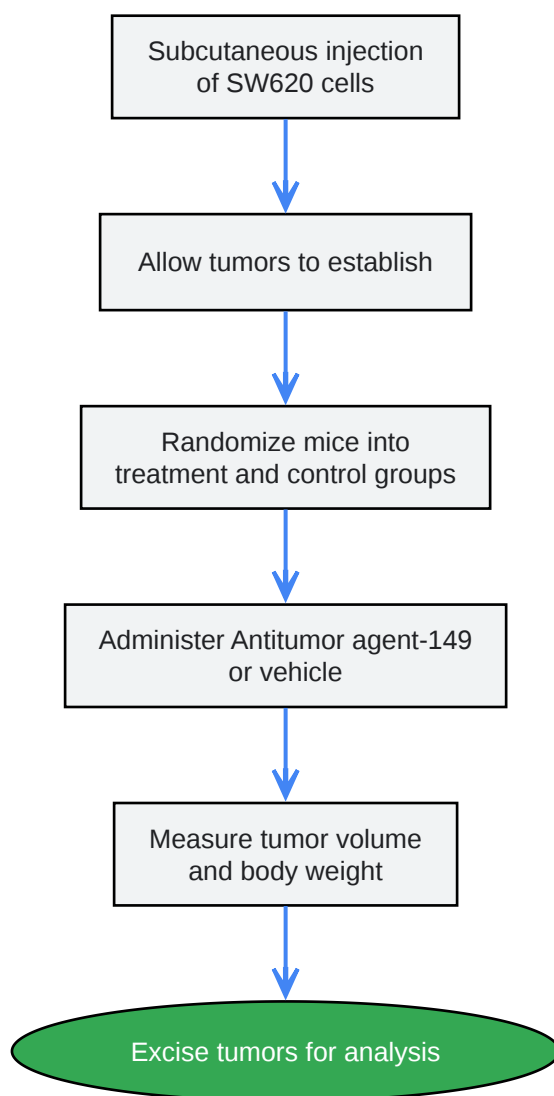 Subcutaneous injection
of SW620 cells
Allow tumors to establish
Randomize mice into
treatment and control groups
Administer Antitumor agent-149
or vehicle
Measure tumor volume
and body weight
Excise tumors for analysis